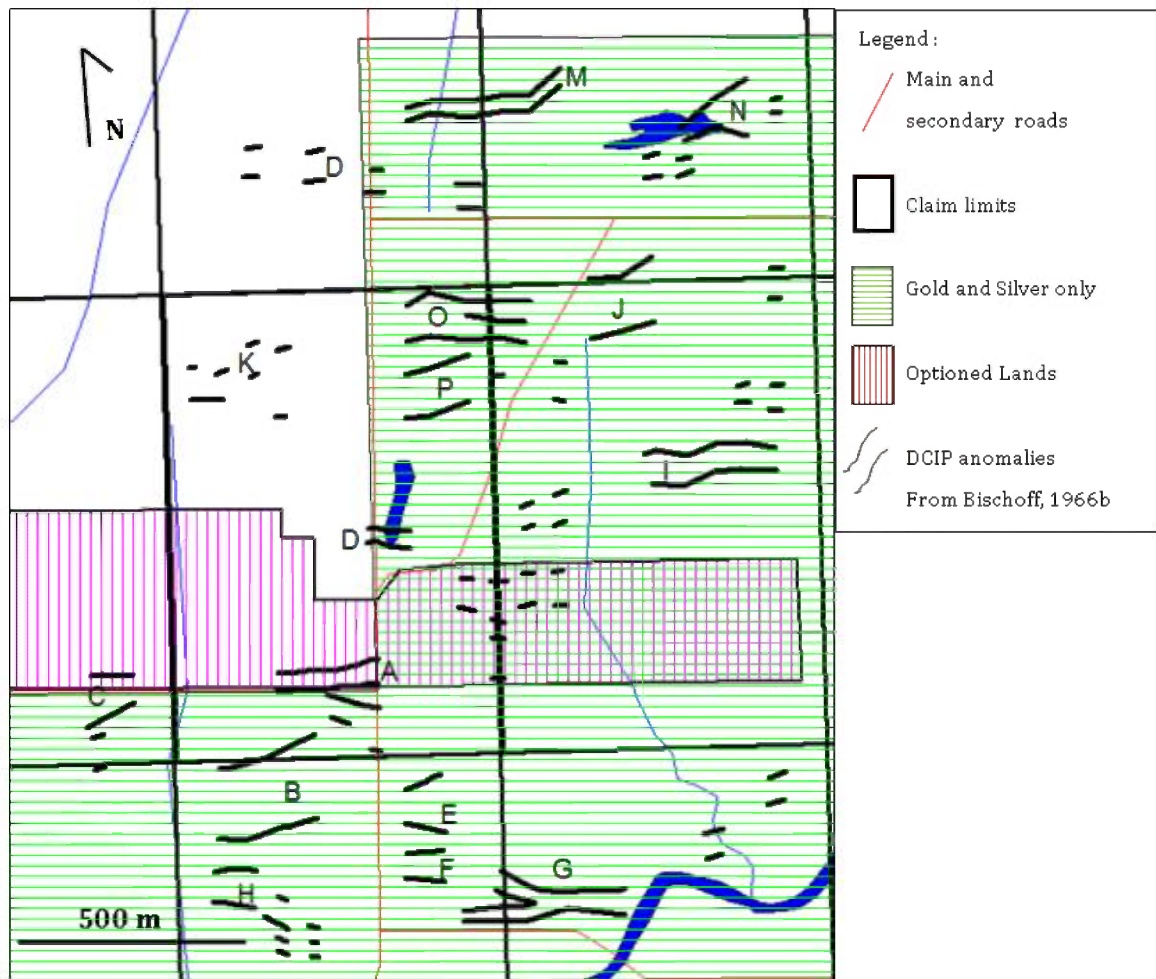 Legend :
M
Main and
N
secondary roads
N
D
Claim limits
Gold and Silver only
O
J
K
P
Optioned Lands
I
DCIP anomalies
From Bischoff, 1966b
D
A
C
B
E
F
G
H
500 m